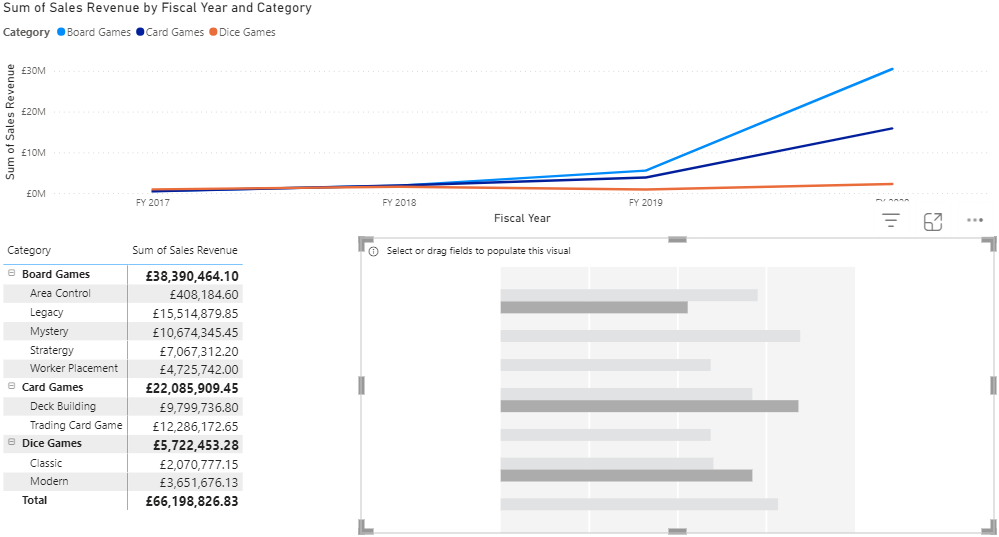 Sum of Sales Revenue by Fiscal Year and Category
Category Board Games Card Games Dice Games
Sum of Sales Revenue
£30M
£20M
£10M
£0M
FY 2017 FY 2018 FY 2019 FY 2020
Fiscal Year
Select or drag fields to populate this visual
Category Sum of Sales Revenue
Board Games £38,390,464.10
Area Control £408,184.60
Legacy £15,514,879.85
Mystery £10,674,345.45
Stratergy £7,067,312.20
Worker Placement £4,725,742.00
Card Games £22,085,909.45
Deck Building £9,799,736.80
Trading Card Game £12,286,172.65
Dice Games £5,722,453.28
Classic £2,070,777.15
Modern £3,651,676.13
Total £66,198,826.83